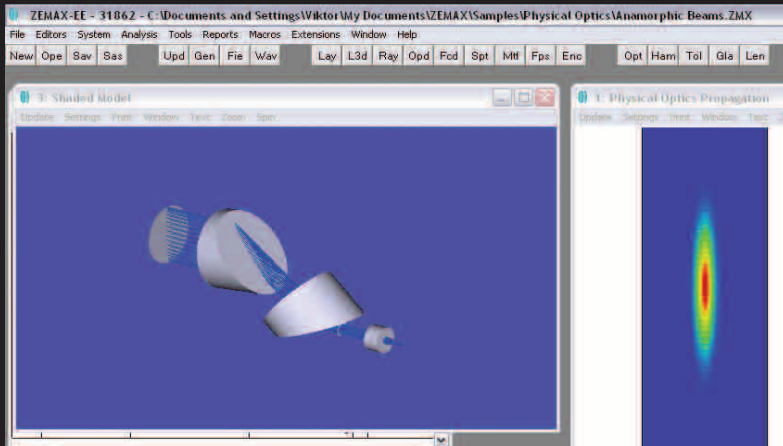 ZEMAX-EE - 31862 - C:\Documents and Settings\Viktor\My Documents\ZEMAX\Samples\Physical Optics\Anamorphic Beams.ZMX
File Editors System Analysis Tools Reports Macros Extensions Window Help
New Ope Sav Sas Upd Gen Fie Wav Lay L3d Ray Opd Fcd Spt Mtf Fps Enc Opt Ham Tol Gla Len
3: Shaded Model
Update Settings Print Window Text Zoom Spin
1: Physical Optics Propagation
Update Settings Print Window Text